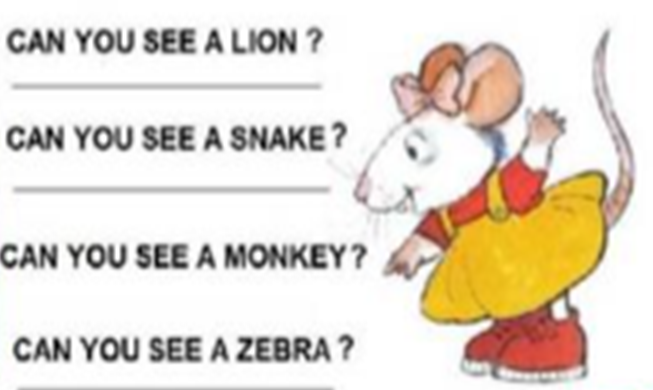 CAN YOU SEE A LION ?
CAN YOU SEE A SNAKE?
CAN YOU SEE A MONKEY?
CAN YOU SEE A ZEBRA ?